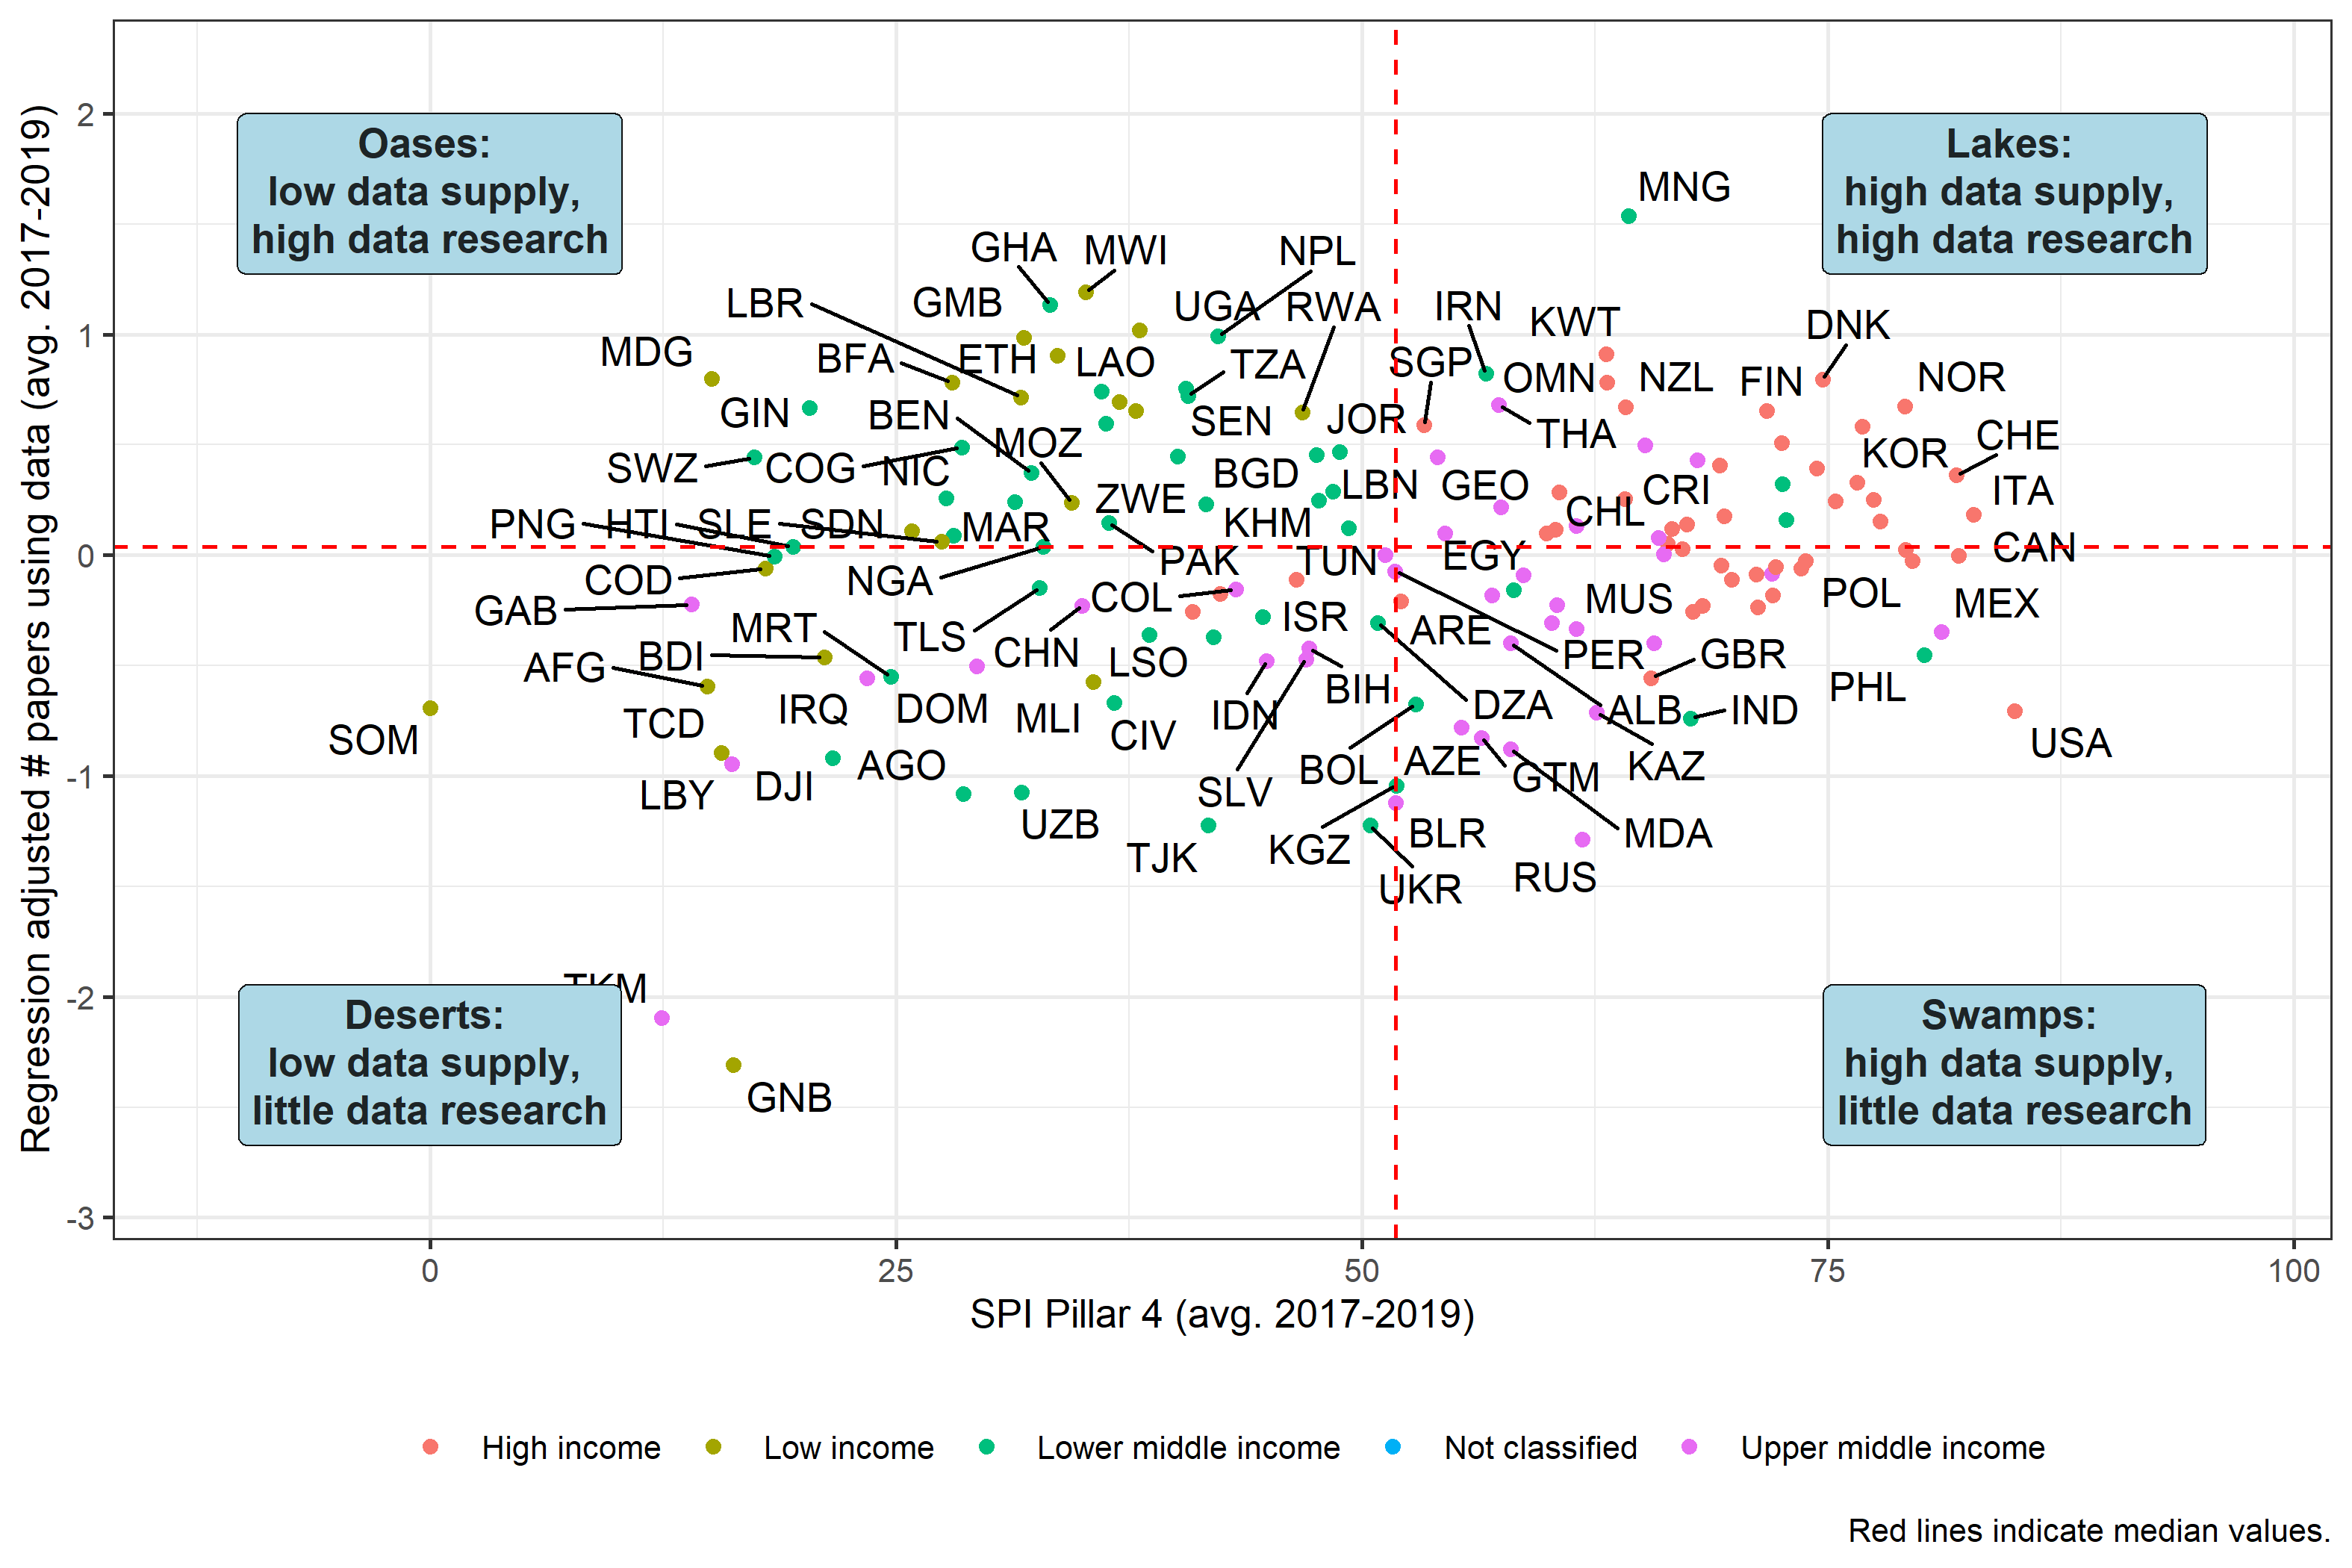 Regression adjusted # papers using data (avg. 2017-2019)
2
1
0
-1
-2
-3
Oases:
low data supply,
high data research
Lakes:
high data supply,
high data research
MNG
GHA
MWI
NPL
LBR
GMB
UGA
RWA
IRN
KWT
DNK
MDG
BFA
ETH
LAO
TZA
SGP
OMN
NZL
FIN
NOR
GIN
BEN
MOZ
SEN
JOR
THA
KOR
CHE
SWZ
COG
NIC
ZWE
BGD
LBN
GEO
CRI
ITA
PNG
HTI
SLE
SDN
MAR
KHM
CHL
CAN
COD
NGA
PAK
TUN
EGY
GAB
MRT
TLS
COL
ISR
ARE
MUS
POL
MEX
AFG
BDI
CHN
LSO
BIH
PER
GBR
PHL
SOM
TCD
IRQ
DOM
MLI
CIV
IDN
DZA
ALB
IND
USA
LBY
DJI
AGO
SLV
BOL
AZE
GTM
KAZ
UZB
TJK
KGZ
BLR
MDA
UKR
RUS
TKM
GNB
Deserts:
low data supply,
little data research
Swamps:
high data supply,
little data research
0
25
50
75
100
SPI Pillar 4 (avg. 2017-2019)
High income
Low income
Lower middle income
Not classified
Upper middle income
Red lines indicate median values.